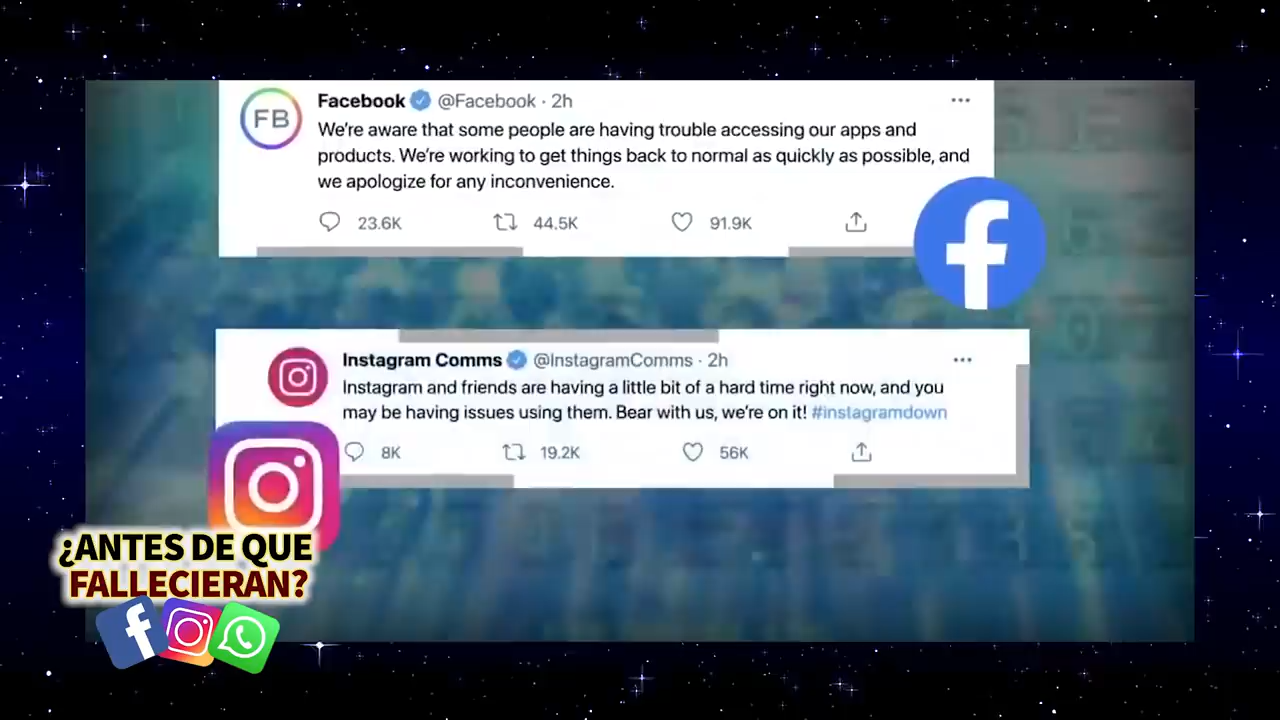 FB
Facebook @Facebook · 2h
We're aware that some people are having trouble accessing our apps and
products. We're working to get things back to normal as quickly as possible, and
we apologize for any inconvenience.
23.6K 44.5K 91.9K
Instagram Comms @InstagramComms · 2h
Instagram and friends are having a little bit of a hard time right now, and you
may be having issues using them. Bear with us, we're on it! #instagramdown
8K 19.2K 56K
¿ANTES DE QUE
FALLECIERAN?